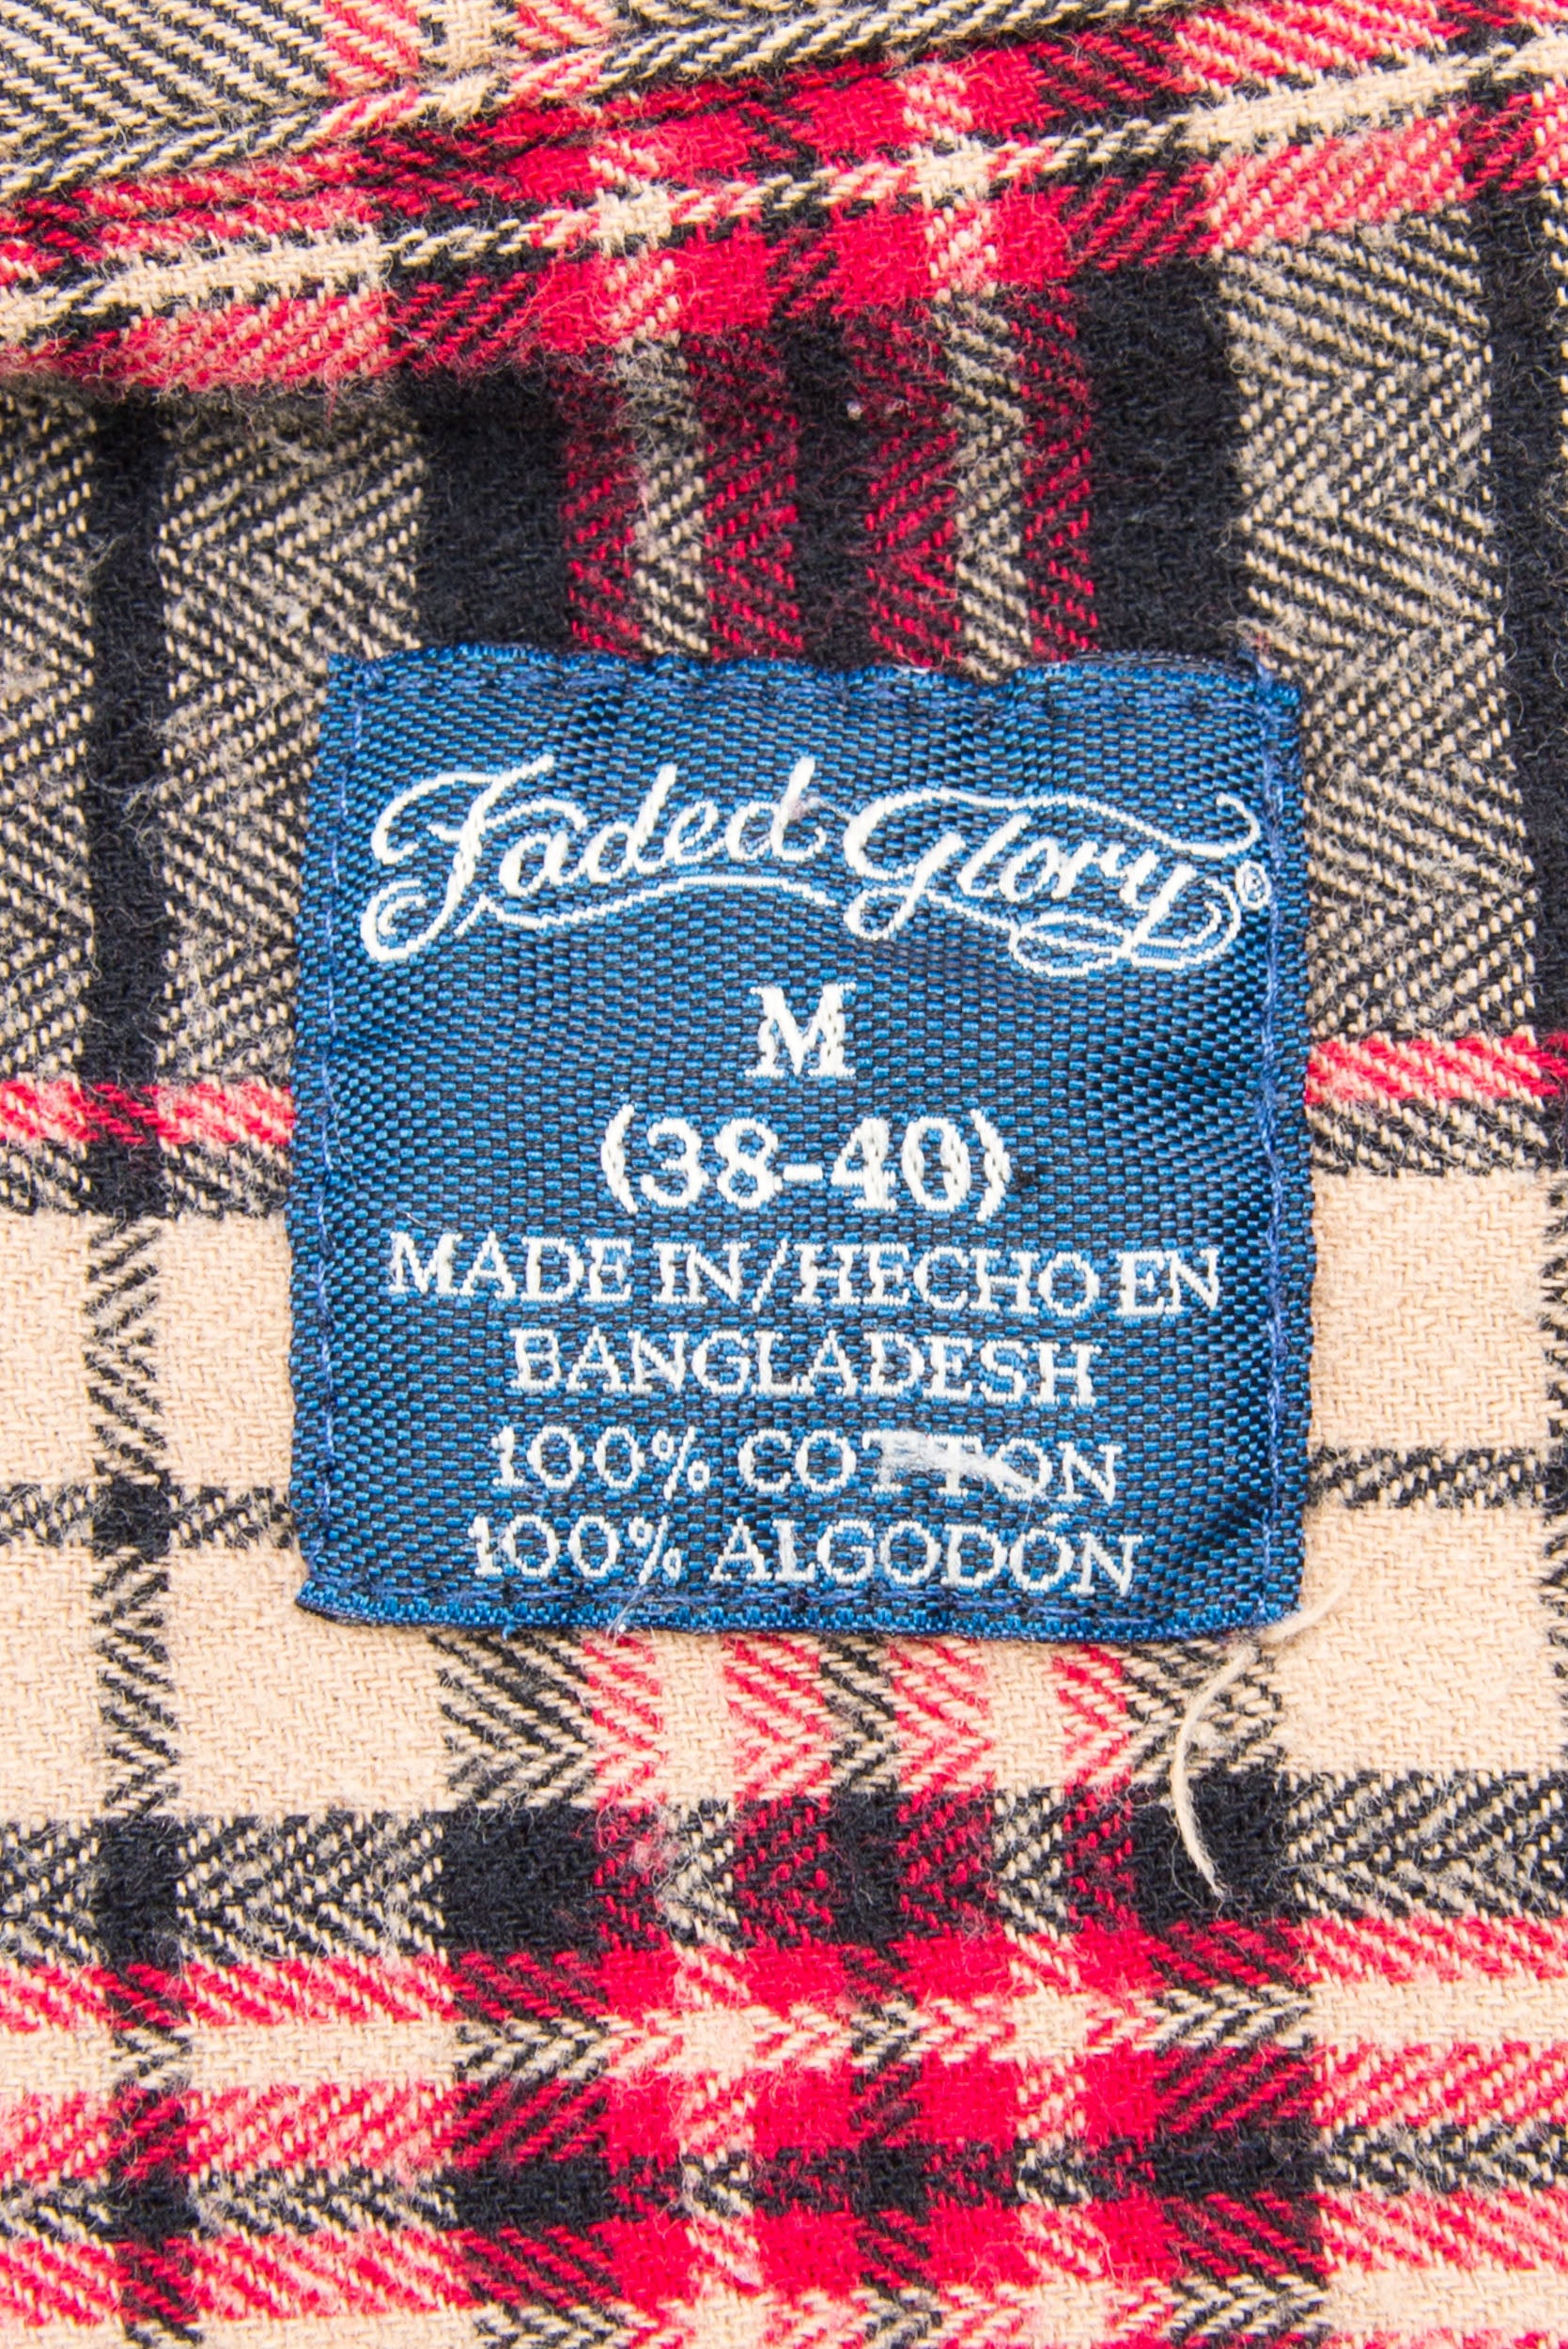 Faded Glory®
M
(38-40)
MADE IN/HECHO EN
BANGLADESH
100% COTTON
100% ALGODÓN